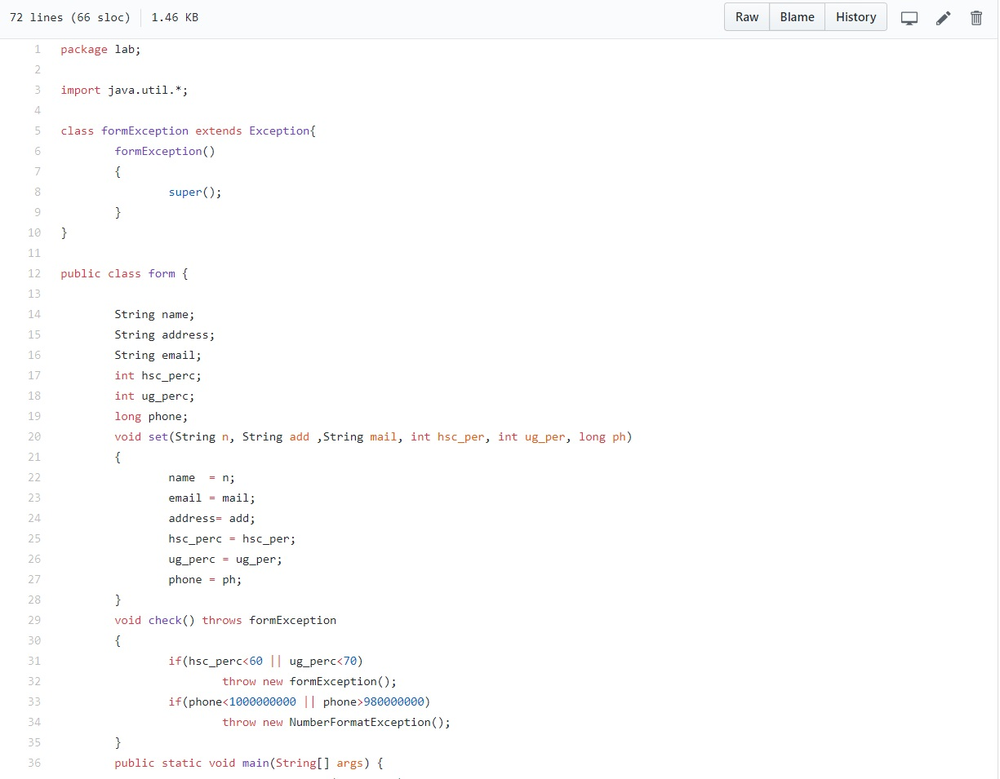 72 lines (66 sloc) 1.46 KB Raw Blame History
1 package lab;
2
3 import java.util.*;
4
5 class formException extends Exception{
6 formException()
7 {
8 super();
9 }
10 }
11
12 public class form {
13
14 String name;
15 String address;
16 String email;
17 int hsc_perc;
18 int ug_perc;
19 long phone;
20 void set(String n, String add ,String mail, int hsc_per, int ug_per, long ph)
21 {
22 name  = n;
23 email = mail;
24 address= add;
25 hsc_perc = hsc_per;
26 ug_perc = ug_per;
27 phone = ph;
28 }
29 void check() throws formException
30 {
31 if(hsc_perc<60 || ug_perc<70)
32 throw new formException();
33 if(phone<1000000000 || phone>980000000)
34 throw new NumberFormatException();
35 }
36 public static void main(String[] args) {